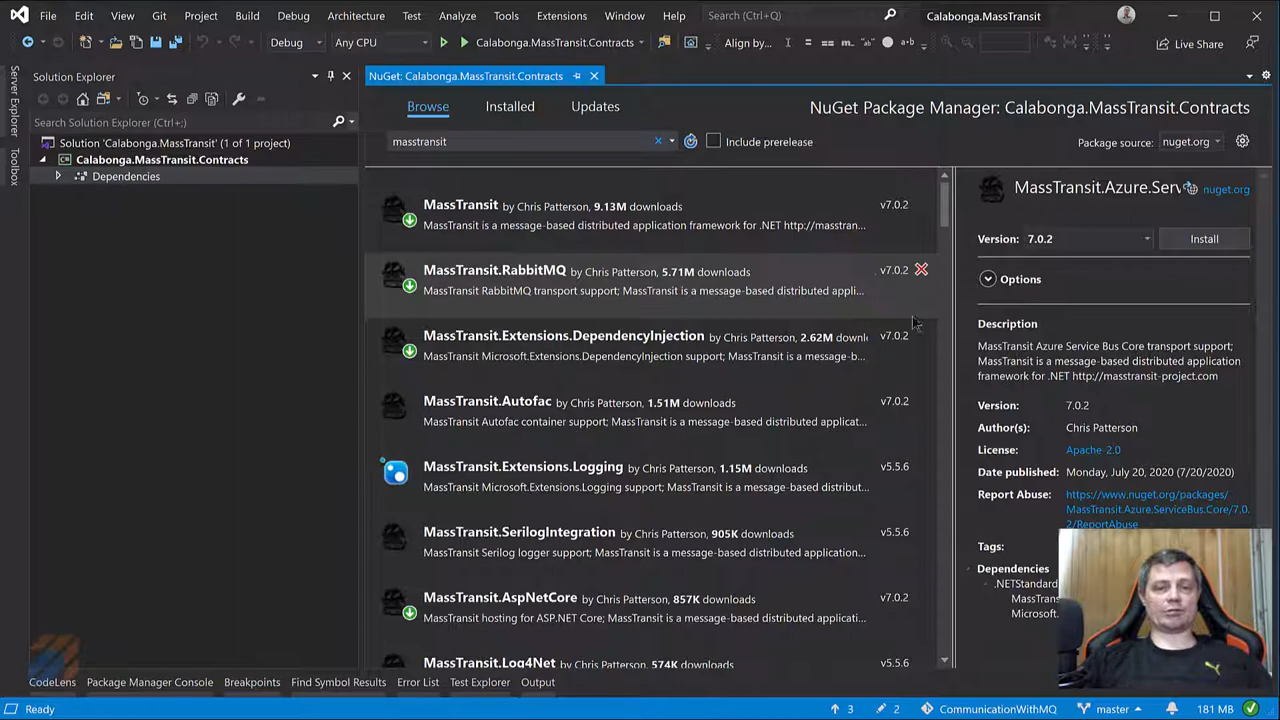 File Edit View Git Project Build Debug Architecture Test Analyze Tools Extensions Window Help Search (Ctrl+Q) Calabonga.MassTransit
Debug Any CPU Calabonga.MassTransit.Contracts Align by... Live Share
Server Explorer
Toolbox
Solution Explorer
Search Solution Explorer (Ctrl+;)
Solution 'Calabonga.MassTransit' (1 of 1 project)
Calabonga.MassTransit.Contracts
Dependencies
NuGet: Calabonga.MassTransit.Contracts
Browse Installed Updates NuGet Package Manager: Calabonga.MassTransit.Contracts
masstransit Include prerelease Package source: nuget.org
MassTransit by Chris Patterson, 9.13M downloads v7.0.2
MassTransit is a message-based distributed application framework for .NET http://masstran...
MassTransit.RabbitMQ by Chris Patterson, 5.71M downloads v7.0.2
MassTransit RabbitMQ transport support; MassTransit is a message-based distributed appli...
MassTransit.Extensions.DependencyInjection by Chris Patterson, 2.62M downl v7.0.2
MassTransit Microsoft.Extensions.DependencyInjection support; MassTransit is a message-b...
MassTransit.Autofac by Chris Patterson, 1.51M downloads v7.0.2
MassTransit Autofac container support; MassTransit is a message-based distributed applicat...
MassTransit.Extensions.Logging by Chris Patterson, 1.15M downloads v5.5.6
MassTransit Microsoft.Extensions.Logging support; MassTransit is a message-based distribut...
MassTransit.SerilogIntegration by Chris Patterson, 905K downloads v5.5.6
MassTransit Serilog logger support; MassTransit is a message-based distributed application...
MassTransit.AspNetCore by Chris Patterson, 857K downloads v7.0.2
MassTransit hosting for ASP.NET Core; MassTransit is a message-based distributed applicati...
MassTransit.Log4Net by Chris Patterson, 574K downloads v5.5.6
MassTransit.Azure.Serv nuget.org
Version: 7.0.2 Install
Options
Description
MassTransit Azure Service Bus Core transport support;
MassTransit is a message-based distributed application
framework for .NET http://masstransit-project.com
Version: 7.0.2
Author(s): Chris Patterson
License: Apache-2.0
Date published: Monday, July 20, 2020 (7/20/2020)
Report Abuse: https://www.nuget.org/packages/
MassTransit.Azure.ServiceBus.Core/7.0.
2/ReportAbuse
Tags:
Dependencies
.NETStandard
MassTrans
Microsoft.
CodeLens Package Manager Console Breakpoints Find Symbol Results Error List Test Explorer Output
Ready 3 2 CommunicationWithMQ master 181 MB